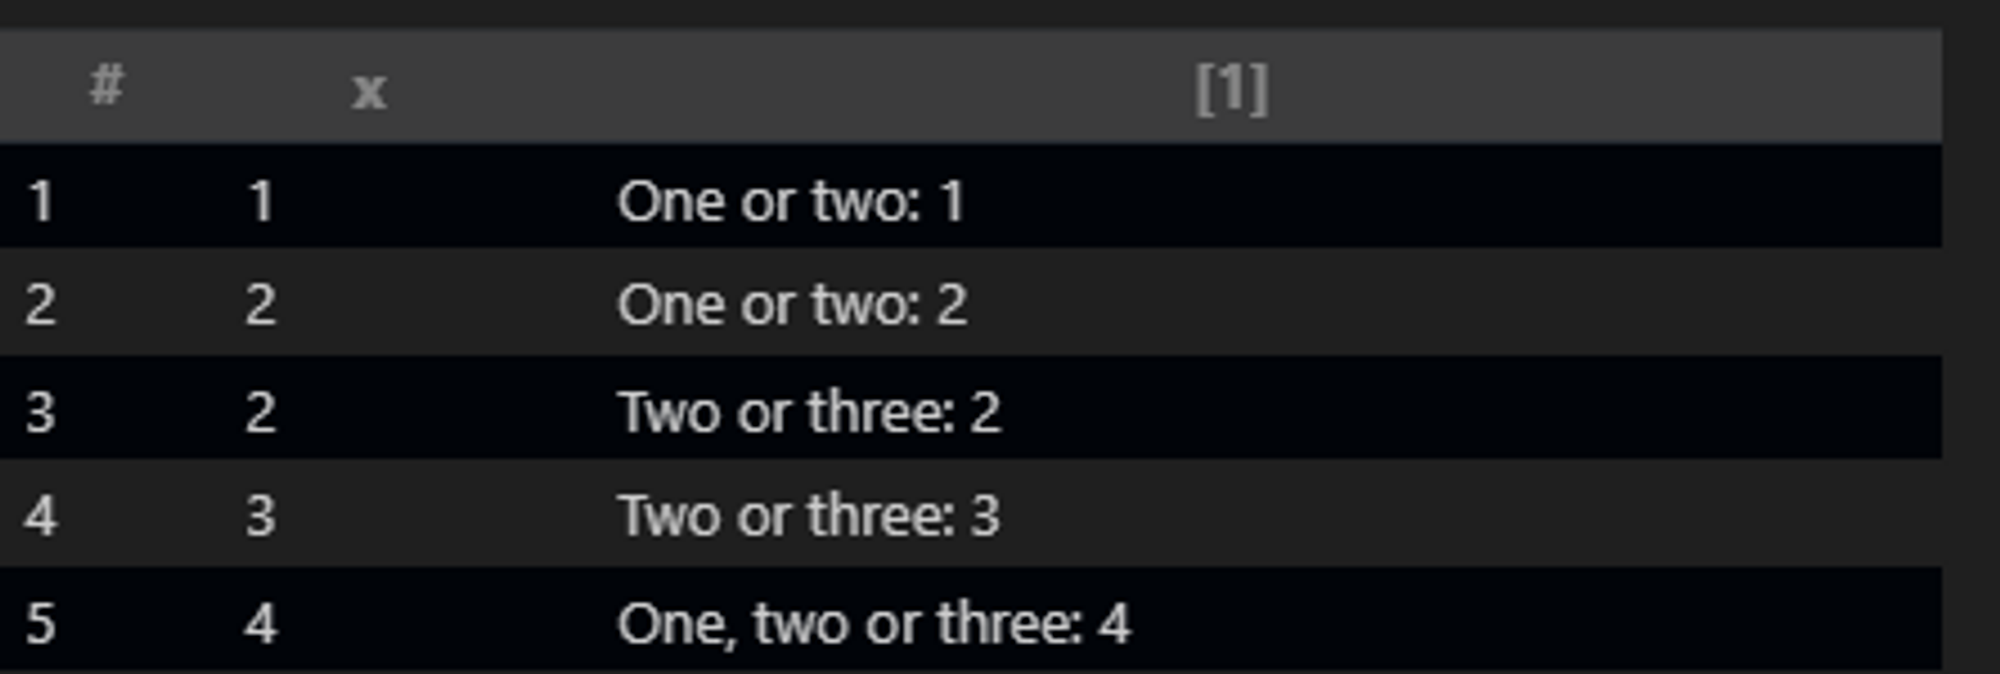 # x [1]
1 1 One or two: 1
2 2 One or two: 2
3 2 Two or three: 2
4 3 Two or three: 3
5 4 One, two or three: 4